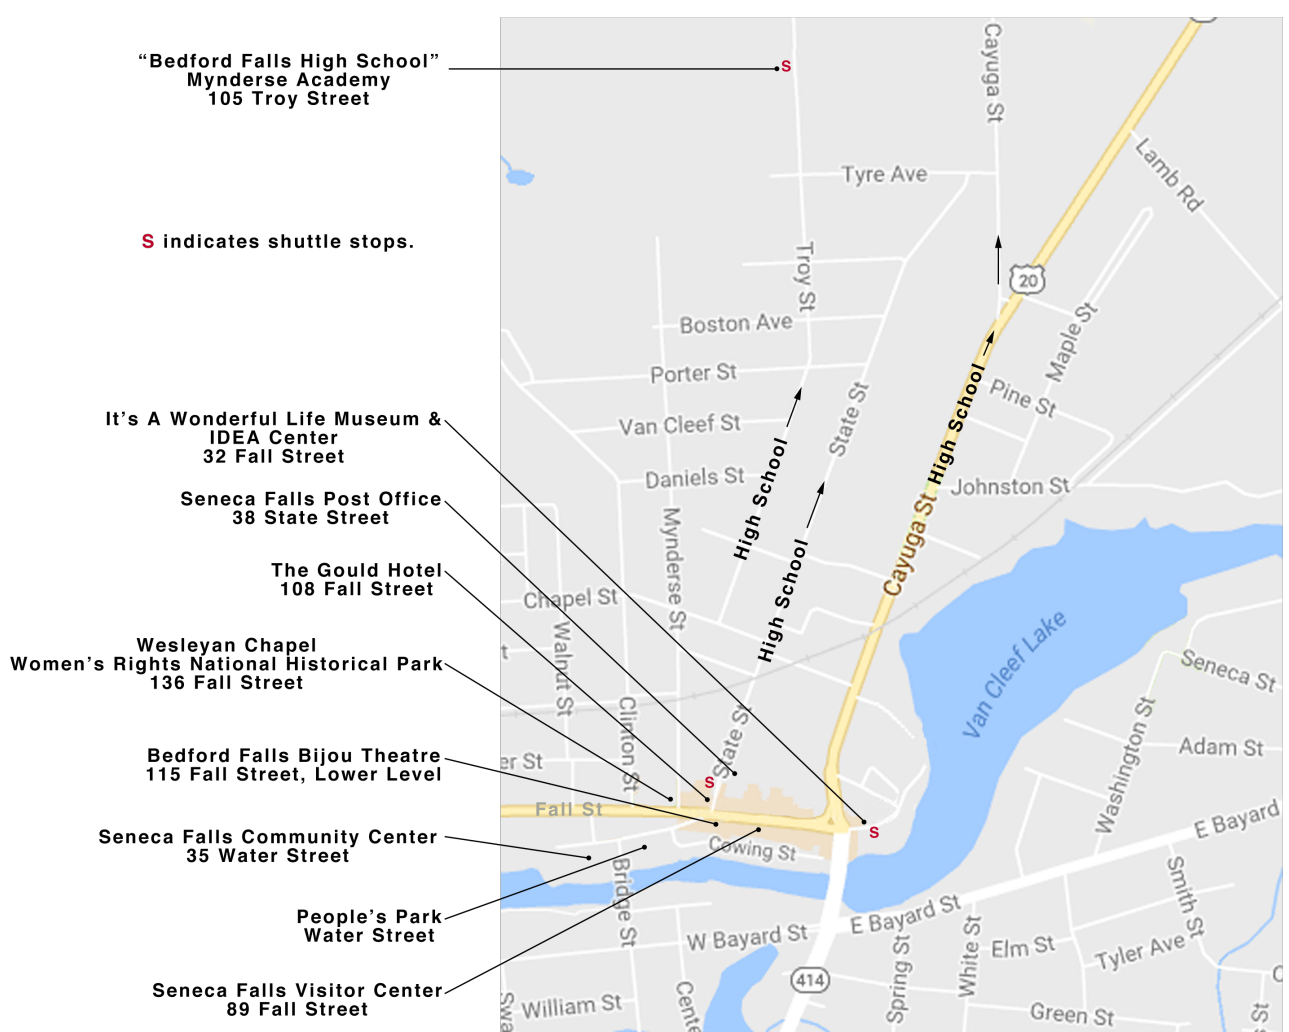 “Bedford Falls High School”
Mynderse Academy
105 Troy Street
S indicates shuttle stops.
It’s A Wonderful Life Museum &
IDEA Center
32 Fall Street
Seneca Falls Post Office
38 State Street
The Gould Hotel
108 Fall Street
Wesleyan Chapel
Women’s Rights National Historical Park
136 Fall Street
Bedford Falls Bijou Theatre
115 Fall Street, Lower Level
Seneca Falls Community Center
35 Water Street
People’s Park
Water Street
Seneca Falls Visitor Center
89 Fall Street
S
Cayuga St
Lamb Rd
Tyre Ave
Troy St
20
Boston Ave
Maple St
Porter St
Pine St
State St
High School
Van Cleef St
High School
Daniels St
Johnston St
Mynderse St
Cayuga St
High School
Chapel St
Walnut St
Van Cleef Lake
Seneca St
Clinton St
State St
Washington St
Adam St
er St
S
Fall St
S
E Bayard
Cowing St
Bridge St
Smith St
E Bayard St
W Bayard St
Spring St
White St
Elm St
Tyler Ave
414
William St
Cente
Swa
Green St
St